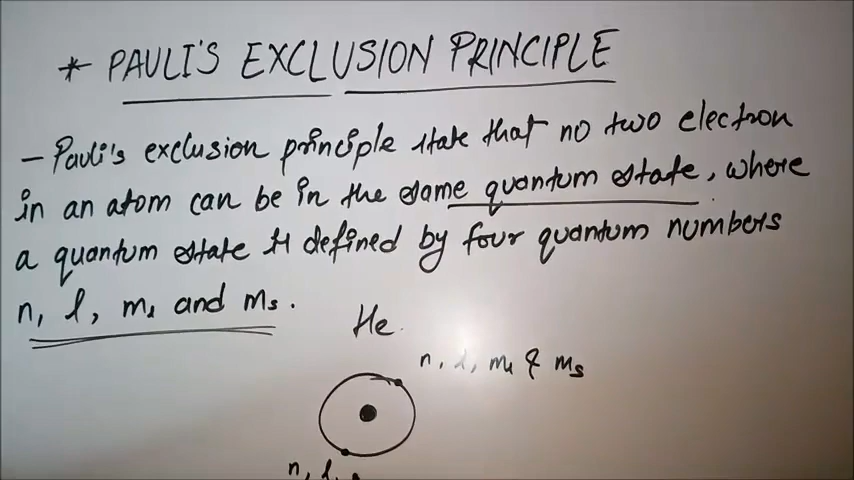 * PAULI'S EXCLUSION PRINCIPLE
- Pauli's exclusion principle state that no two electron
in an atom can be in the same quantum state, where
a quantum state is defined by four quantum numbers
n, l, ml and ms.
He
n, l, ml & ms
n, l,